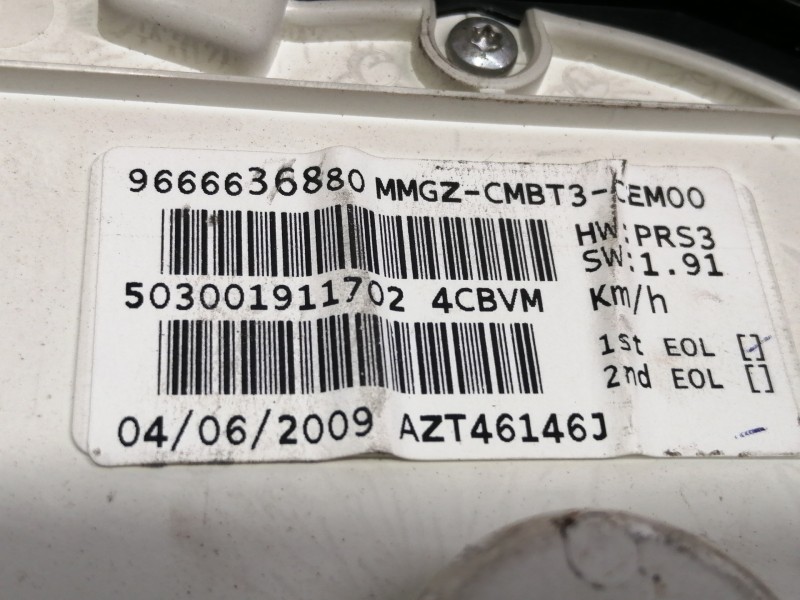 9666636880 MMGZ-CMBT3-CEM00
HW:PRS3
SW:1.91
503001911702 4CBVM Km/h
1st EOL []
2nd EOL []
04/06/2009 AZT46146J